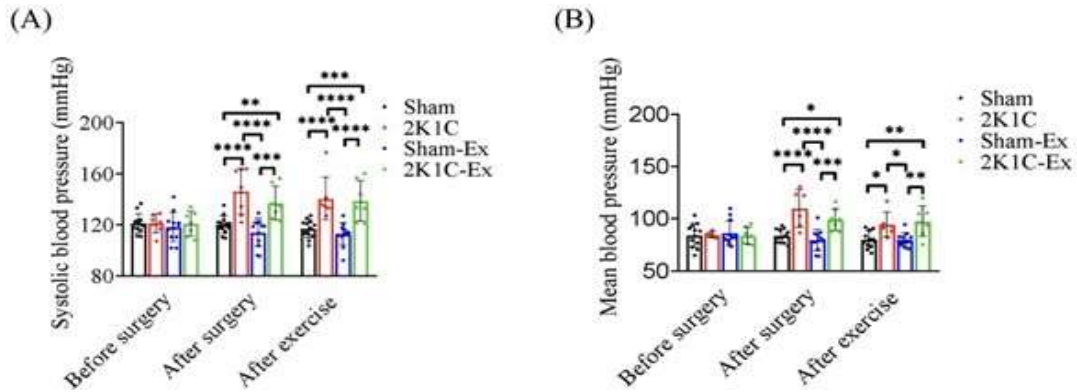 (A)
Systolic blood pressure (mmHg)
200
160
120
80
***
**
****
****
****
****
***
****
Before surgery
After surgery
After exercise
Sham
2K1C
Sham-Ex
2K1C-Ex
(B)
Mean blood pressure (mmHg)
200
150
100
50
*
****
**
****
***
*
*
**
Before surgery
After surgery
After exercise
Sham
2K1C
Sham-Ex
2K1C-Ex